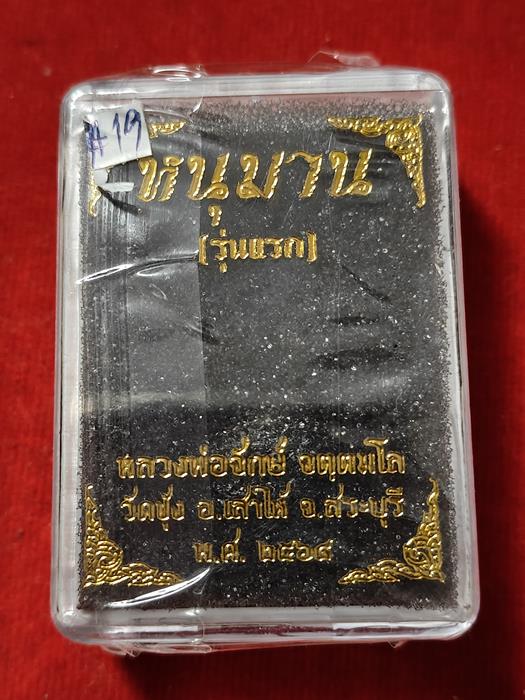 #19
หนุมาน
(รุ่นแรก)
หลวงพ่อจักษ์ จตฺตมโล
วัดชุ้ง อ.เสาไห้ จ.สระบุรี
พ.ศ. ๒๕๖๔